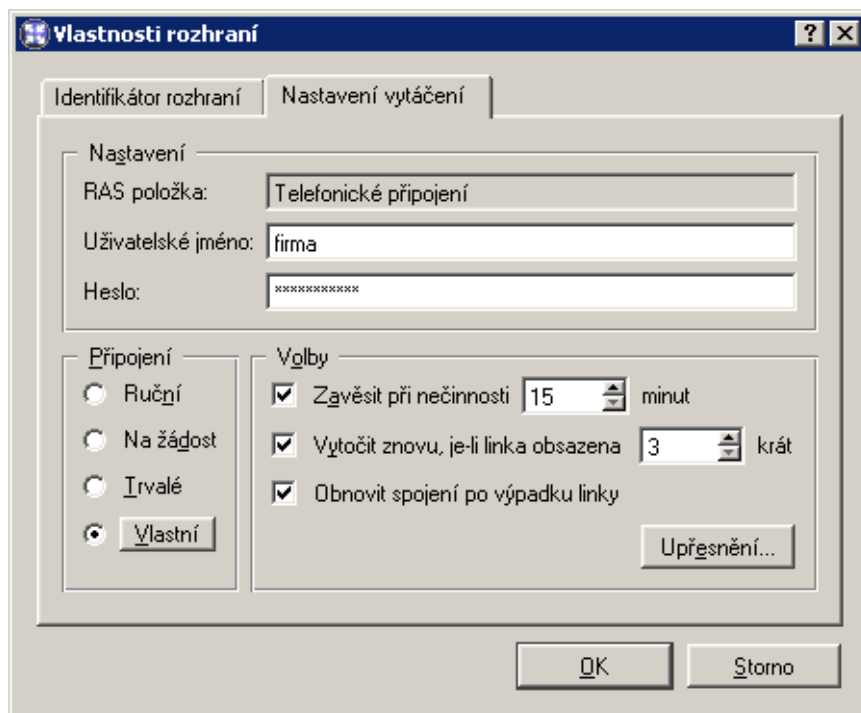 Vlastnosti rozhraní
Identifikátor rozhraní
Nastavení vytáčení
Nastavení
RAS položka: Telefonické připojení
Uživatelské jméno: firma
Heslo: ***********
Připojení
Ruční
Na žádost
Trvalé
Vlastní
Volby
Zavěsit při nečinnosti 15 minut
Vytočit znovu, je-li linka obsazena 3 krát
Obnovit spojení po výpadku linky
Upřesnění...
OK
Storno